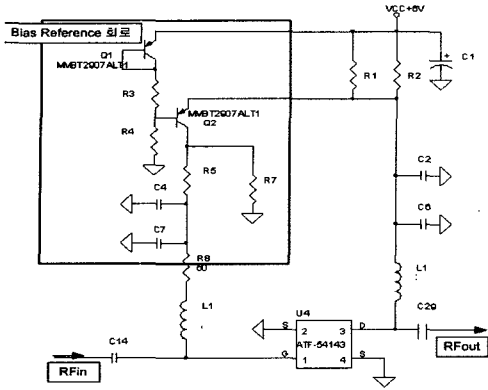 VCC+5V
Bias Reference 회로
Q1
MMBT2907ALT1
C1
R1
R2
R3
MMBT2907ALT1
Q2
R4
R5
R7
C2
C4
C6
C7
R8
60
L1
L1
U4
C29
S 2 3 D
ATF-54143
G 1 4 S
C14
RFin
RFout